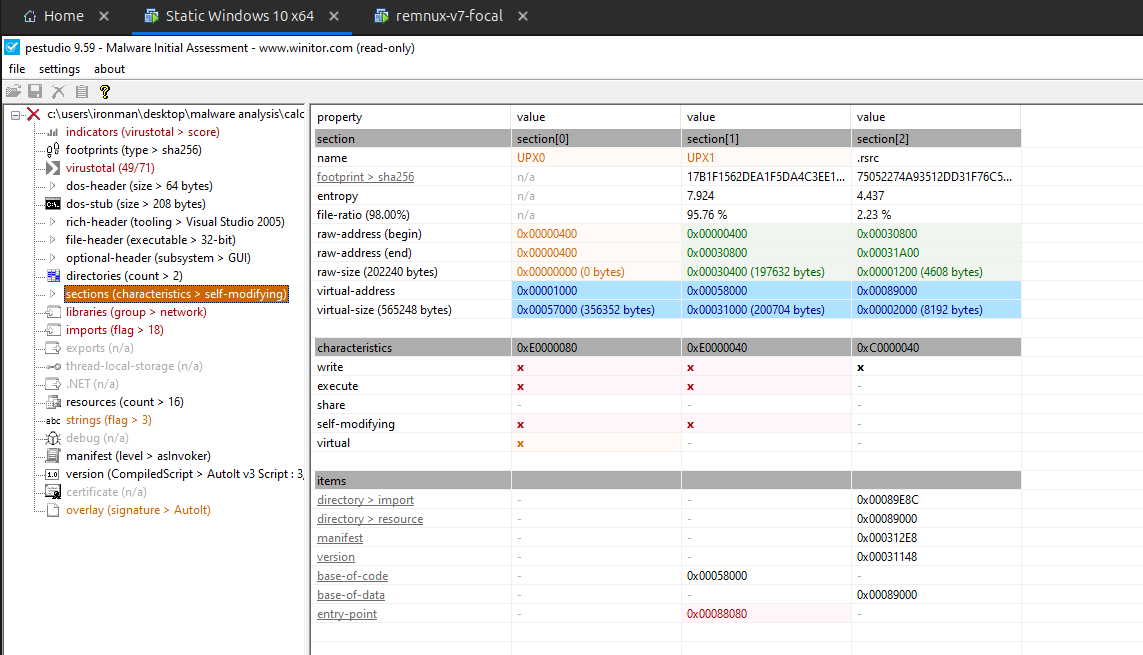 Home × Static Windows 10 x64 × remnux-v7-focal ×
pestudio 9.59 - Malware Initial Assessment - www.winitor.com (read-only)
file settings about
c:\users\ironman\desktop\malware analysis\calc
indicators (virustotal > score)
footprints (type > sha256)
virustotal (49/71)
dos-header (size > 64 bytes)
dos-stub (size > 208 bytes)
rich-header (tooling > Visual Studio 2005)
file-header (executable > 32-bit)
optional-header (subsystem > GUI)
directories (count > 2)
sections (characteristics > self-modifying)
libraries (group > network)
imports (flag > 18)
exports (n/a)
thread-local-storage (n/a)
.NET (n/a)
resources (count > 16)
abc strings (flag > 3)
debug (n/a)
manifest (level > asInvoker)
1.0 version (CompiledScript > AutoIt v3 Script : 3,
certificate (n/a)
overlay (signature > AutoIt)
property value value value
section section[0] section[1] section[2]
name UPX0 UPX1 .rsrc
footprint > sha256 n/a 17B1F1562DEA1F5DA4C3EE1... 75052274A93512DD31F76C5...
entropy n/a 7.924 4.437
file-ratio (98.00%) n/a 95.76 % 2.23 %
raw-address (begin) 0x00000400 0x00000400 0x00030800
raw-address (end) 0x00000400 0x00030800 0x00031A00
raw-size (202240 bytes) 0x00000000 (0 bytes) 0x00030400 (197632 bytes) 0x00001200 (4608 bytes)
virtual-address 0x00001000 0x00058000 0x00089000
virtual-size (565248 bytes) 0x00057000 (356352 bytes) 0x00031000 (200704 bytes) 0x00002000 (8192 bytes)
characteristics 0xE0000080 0xE0000040 0xC0000040
write x x x
execute x x -
share - - -
self-modifying x x -
virtual x - -
items
directory > import - - 0x00089E8C
directory > resource - - 0x00089000
manifest - - 0x000312E8
version - - 0x00031148
base-of-code - 0x00058000 -
base-of-data - - 0x00089000
entry-point - 0x00088080 -